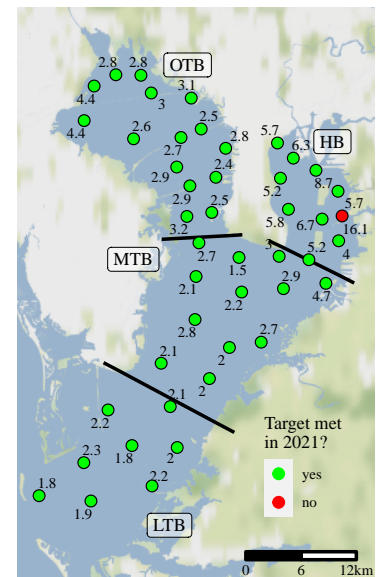 2.8 2.8 OTB
4.4 3 3.1
4.4 2.6 2.5
2.7 2.8 5.7 HB
6.3
2.9 2.4 5.2 8.7
2.9 5.7
3.2 2.5 5.8 6.7 16.1
MTB 2.7 3 5.2 4
1.5
2.1 2.2 2.9 4.7
2.8
2.7
2.1 2
2
2.1
2.2
2.3 1.8 2
1.8 2.2
1.9
LTB
Target met
in 2021?
yes
no
0 6 12km